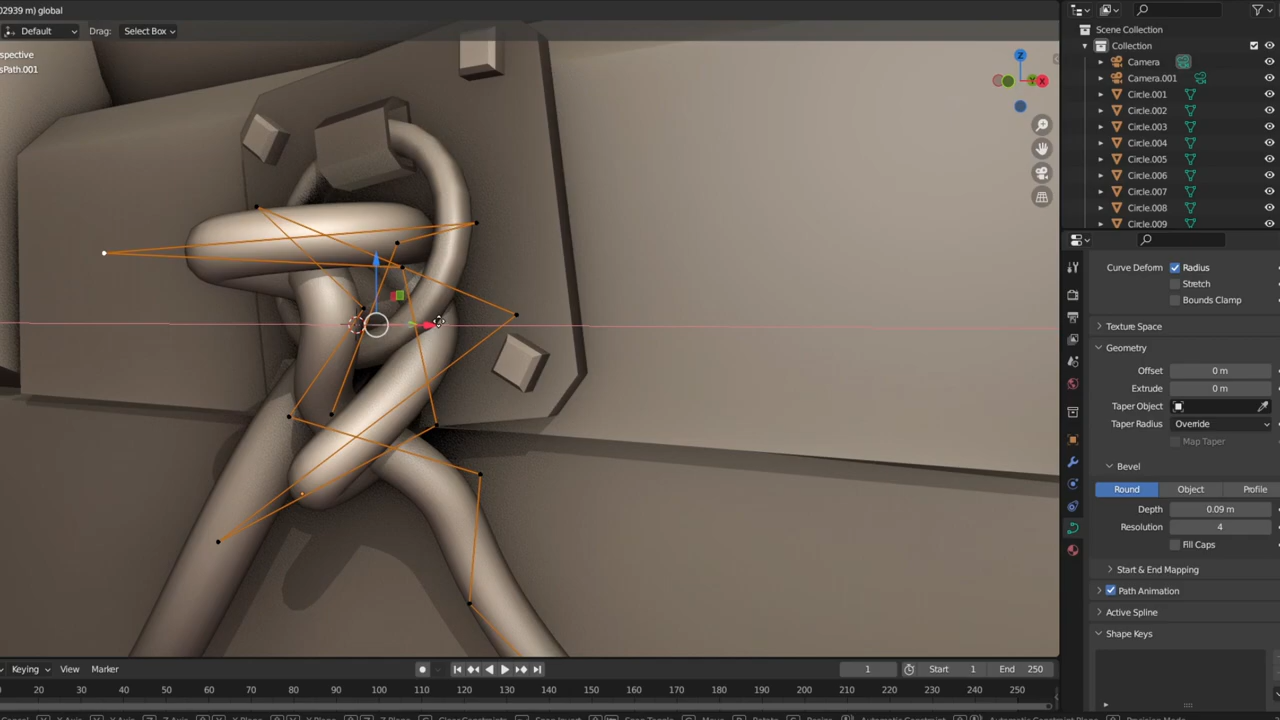 02939 m) global
Default Drag: Select Box
spective
sPath.001
Z
Y X
Scene Collection
Collection
Camera
Camera.001
Circle.001
Circle.002
Circle.003
Circle.004
Circle.005
Circle.006
Circle.007
Circle.008
Circle.009
Curve Deform Radius
Stretch
Bounds Clamp
Texture Space
Geometry
Offset 0 m
Extrude 0 m
Taper Object
Taper Radius Override
Map Taper
Bevel
Round Object Profile
Depth 0.09 m
Resolution 4
Fill Caps
Start & End Mapping
Path Animation
Active Spline
Shape Keys
Keying View Marker
1 Start 1 End 250
20 30 40 50 60 70 80 90 100 110 120 130 140 150 160 170 180 190 200 210 220 230 240 250